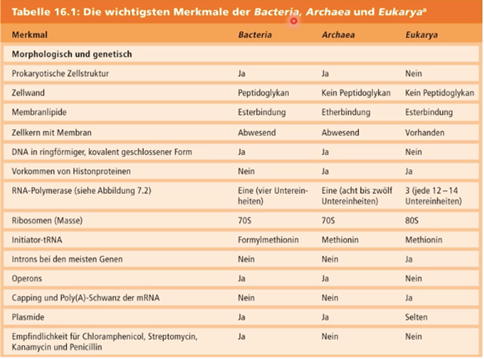 Tabelle 16.1: Die wichtigsten Merkmale der Bacteria, Archaea und Eukaryaª
Merkmal Bacteria Archaea Eukarya
Morphologisch und genetisch
Prokaryotische Zellstruktur Ja Ja Nein
Zellwand Peptidoglykan Kein Peptidoglykan Kein Peptidoglykan
Membranlipide Esterbindung Etherbindung Esterbindung
Zellkern mit Membran Abwesend Abwesend Vorhanden
DNA in ringförmiger, kovalent geschlossener Form Ja Ja Nein
Vorkommen von Histonproteinen Nein Ja Ja
RNA-Polymerase (siehe Abbildung 7.2) Eine (vier Unterein- Eine (acht bis zwölf 3 (jede 12–14
heiten) Untereinheiten) Untereinheiten)
Ribosomen (Masse) 70S 70S 80S
Initiator-tRNA Formylmethionin Methionin Methionin
Introns bei den meisten Genen Nein Nein Ja
Operons Ja Ja Nein
Capping und Poly(A)-Schwanz der mRNA Nein Nein Ja
Plasmide Ja Ja Selten
Empfindlichkeit für Chloramphenicol, Streptomycin, Ja Nein Nein
Kanamycin und Penicillin